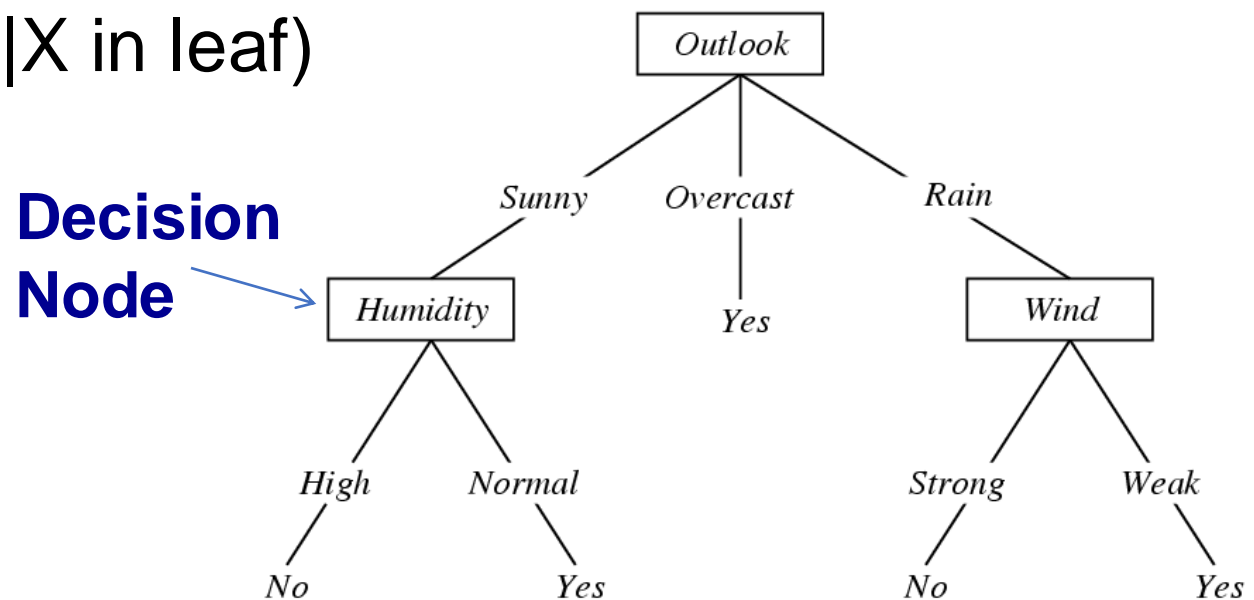 |X in leaf)
Outlook
Sunny Overcast Rain
Decision
Node
Humidity Yes Wind
High Normal Strong Weak
No Yes No Yes